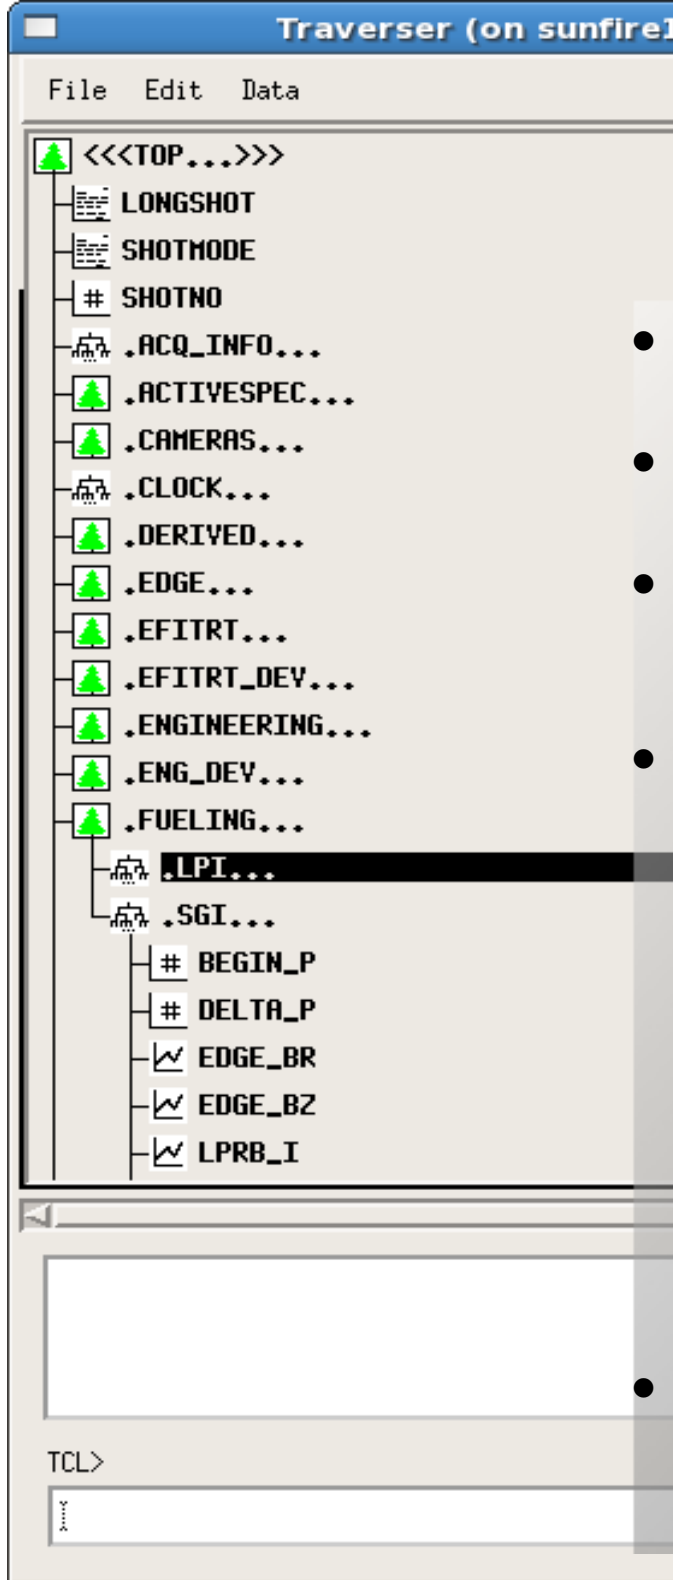 Traverser (on sunfire1
File Edit Data
<<<TOP...>>>
LONGSHOT
SHOTMODE
# SHOTNO
.ACQ_INFO...
.ACTIVESPEC...
.CAMERAS...
.CLOCK...
.DERIVED...
.EDGE...
.EFITRT...
.EFITRT_DEV...
.ENGINEERING...
.ENG_DEV...
.FUELING...
.LPI...
.SGI...
# BEGIN_P
# DELTA_P
EDGE_BR
EDGE_BZ
LPRB_I
TCL>